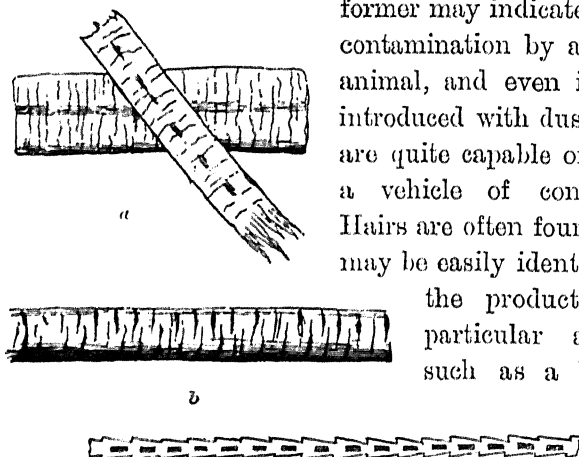 former may indicate
contamination by a
animal, and even i
introduced with dus
are quite capable o
a vehicle of con
Hairs are often four
may be easily ident
the product
particular a
such as a
a
b